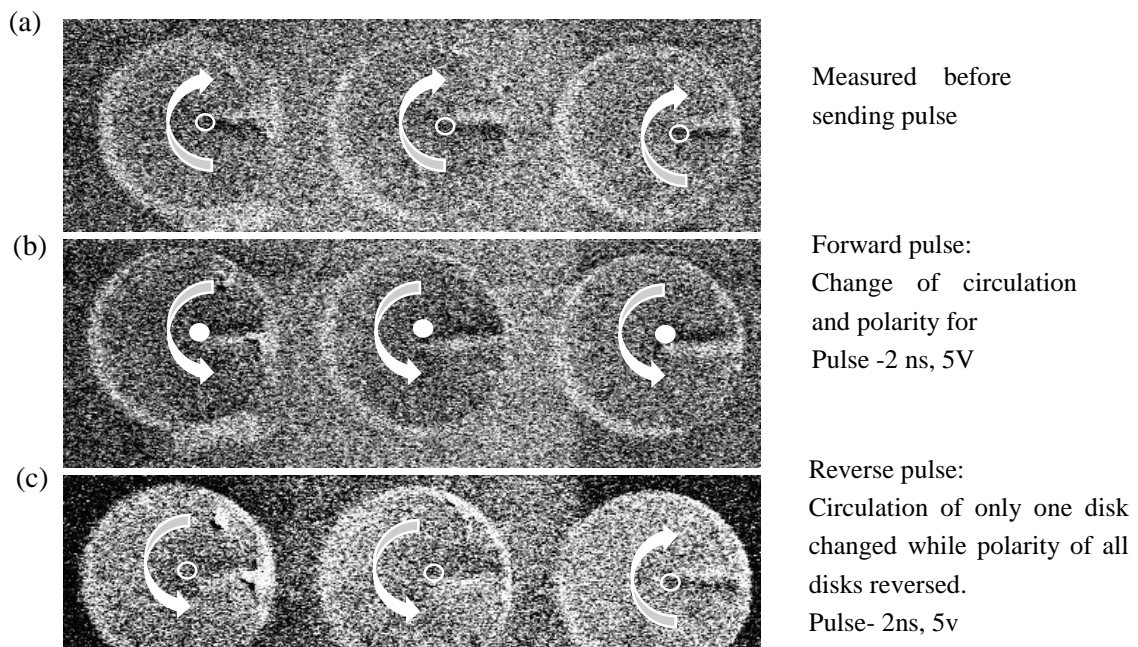 (a)
Measured before
sending pulse
(b)
Forward pulse:
Change of circulation
and polarity for
Pulse -2 ns, 5V
(c)
Reverse pulse:
Circulation of only one disk
changed while polarity of all
disks reversed.
Pulse- 2ns, 5v